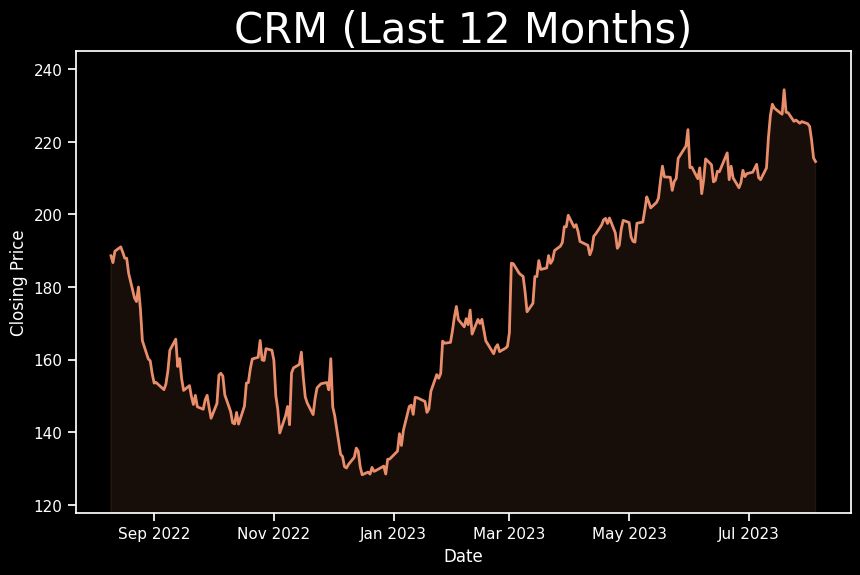 CRM (Last 12 Months)
240
220
200
180
160
140
120
Closing Price
Sep 2022
Nov 2022
Jan 2023
Mar 2023
May 2023
Jul 2023
Date